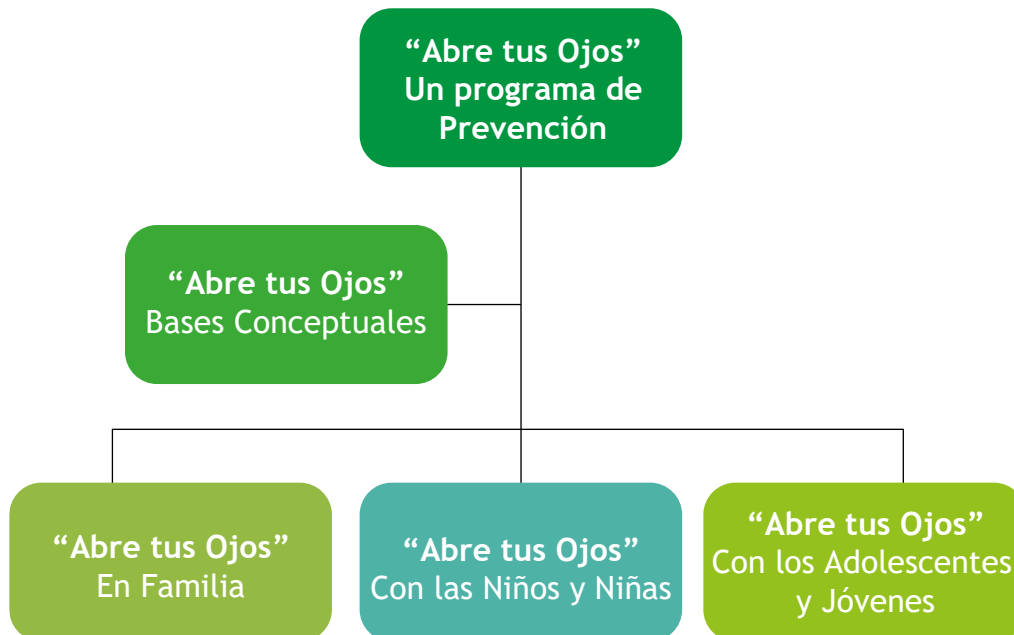 “Abre tus Ojos”
Un programa de
Prevención
“Abre tus Ojos”
Bases Conceptuales
“Abre tus Ojos”
En Familia
“Abre tus Ojos”
Con las Niños y Niñas
“Abre tus Ojos”
Con los Adolescentes
y Jóvenes